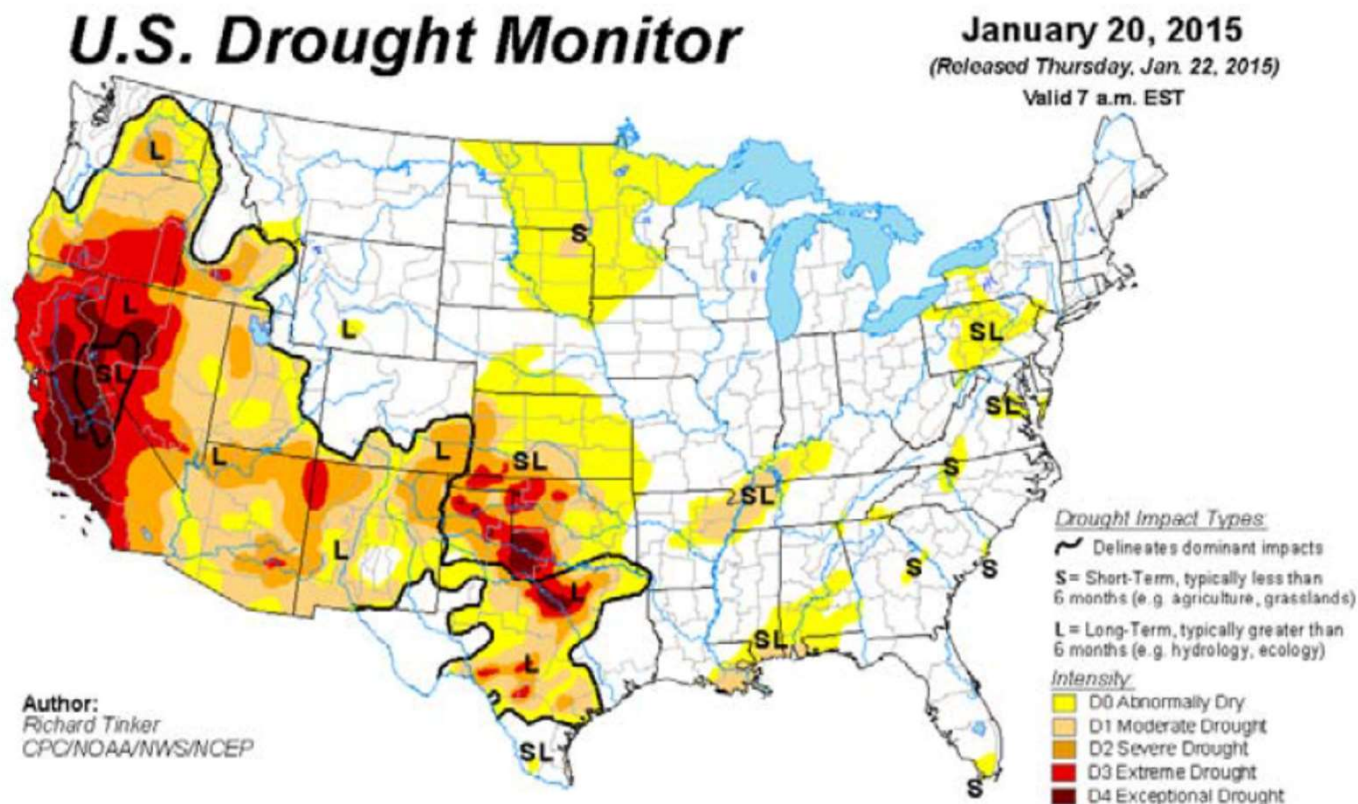 U.S. Drought Monitor
January 20, 2015
(Released Thursday, Jan. 22, 2015)
Valid 7 a.m. EST
L
S
L
L
SL
SL
L
SL
L
L
SL
S
SL
L
S
S
L
SL
L
SL
S
Drought Impact Types:
Delineates dominant impacts
S = Short-Term, typically less than
6 months (e.g. agriculture, grasslands)
L = Long-Term, typically greater than
6 months (e.g. hydrology, ecology)
Intensity:
D0 Abnormally Dry
D1 Moderate Drought
D2 Severe Drought
D3 Extreme Drought
D4 Exceptional Drought
Author:
Richard Tinker
CPC/NOAA/NWS/NCEP